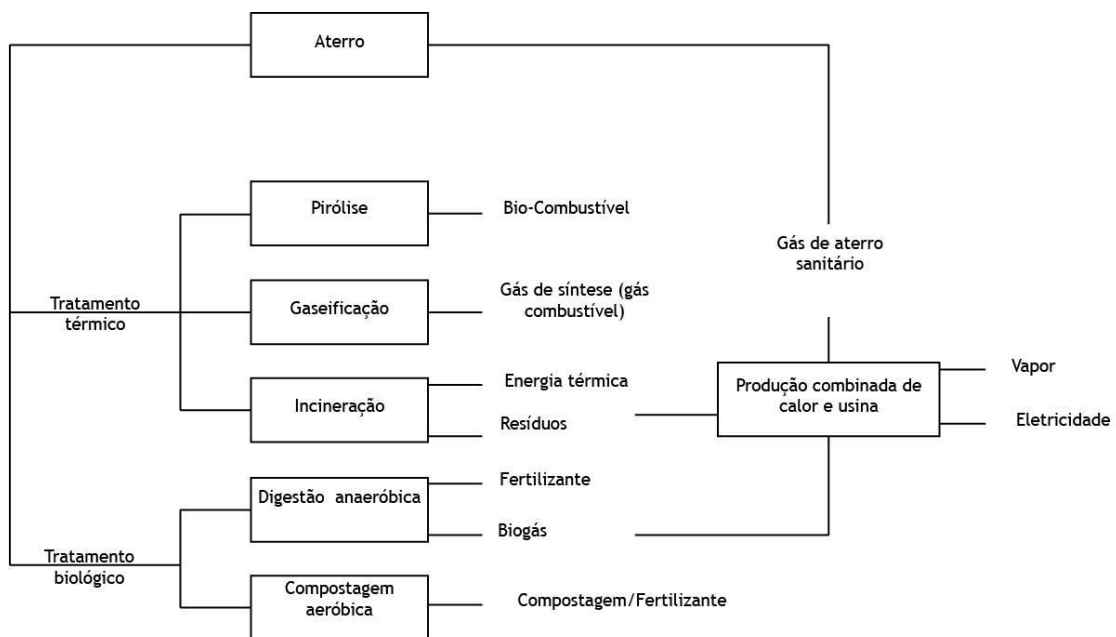 Aterro
Pirólise
Bio-Combustível
Gás de aterro
sanitário
Tratamento
térmico
Gaseificação
Gás de síntese (gás
combustível)
Incineração
Energia térmica
Resíduos
Produção combinada de
calor e usina
Vapor
Eletricidade
Digestão anaeróbica
Fertilizante
Biogás
Tratamento
biológico
Compostagem
aeróbica
Compostagem/Fertilizante